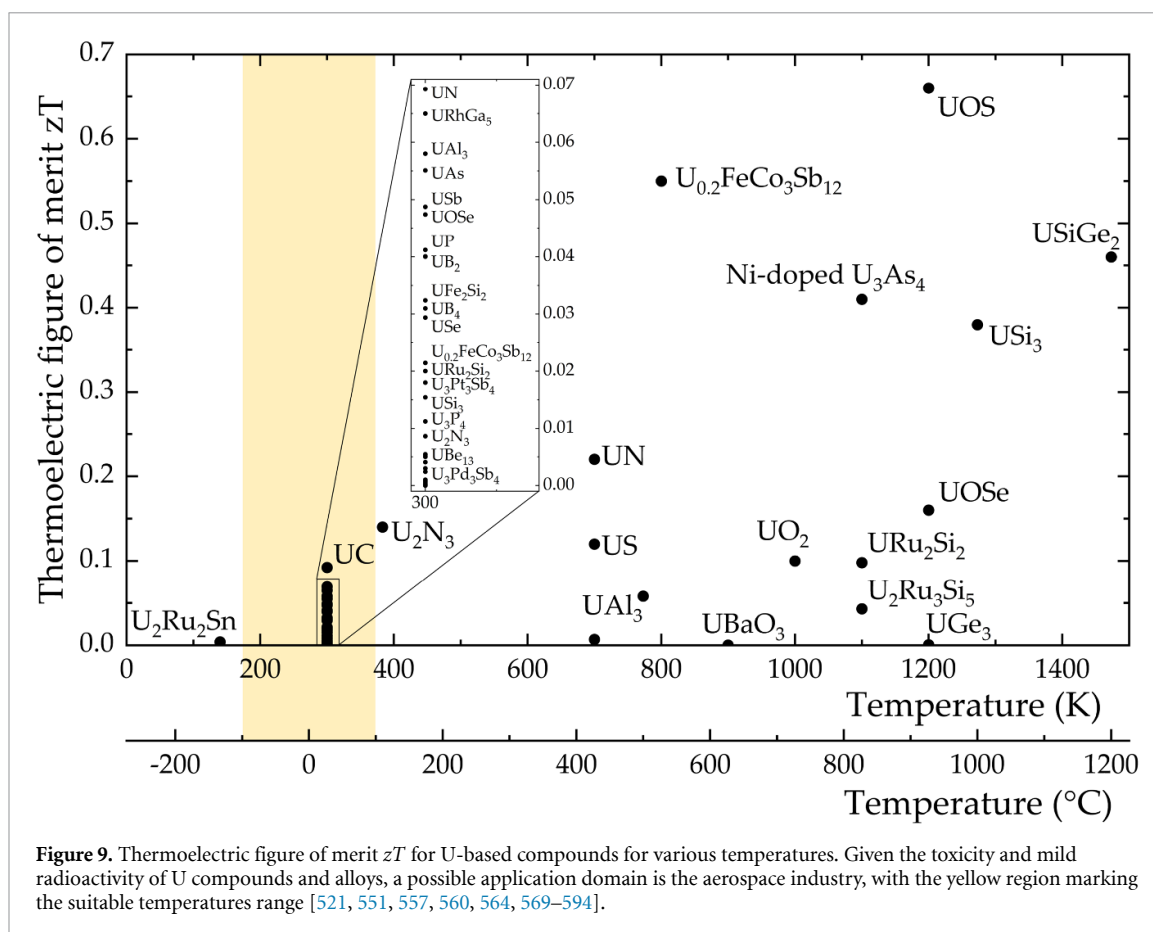 Thermoelectric figure of merit zT
0.7
0.6
0.5
0.4
0.3
0.2
0.1
0.0
UN
URhGa₅
UAl₃
UAs
USb
UOSe
UP
UB₂
UFe₂Si₂
UB₄
USe
U₀.₂FeCo₃Sb₁₂
URu₂Si₂
U₃Pt₃Sb₄
USi₃
U₃P₄
U₂N₃
UBe₁₃
U₃Pd₃Sb₄
0.07
0.06
0.05
0.04
0.03
0.02
0.01
0.00
300
UOS
U₀.₂FeCo₃Sb₁₂
USiGe₂
Ni-doped U₃As₄
USi₃
UN
UOSe
U₂N₃
US
UO₂
URu₂Si₂
UC
U₂Ru₃Si₅
UAl₃
U₂Ru₂Sn
UBaO₃
UGe₃
0 200 400 600 800 1000 1200 1400
Temperature (K)
-200 0 200 400 600 800 1000 1200
Temperature (°C)
Figure 9. Thermoelectric figure of merit zT for U-based compounds for various temperatures. Given the toxicity and mild
radioactivity of U compounds and alloys, a possible application domain is the aerospace industry, with the yellow region marking
the suitable temperatures range [521, 551, 557, 560, 564, 569–594].